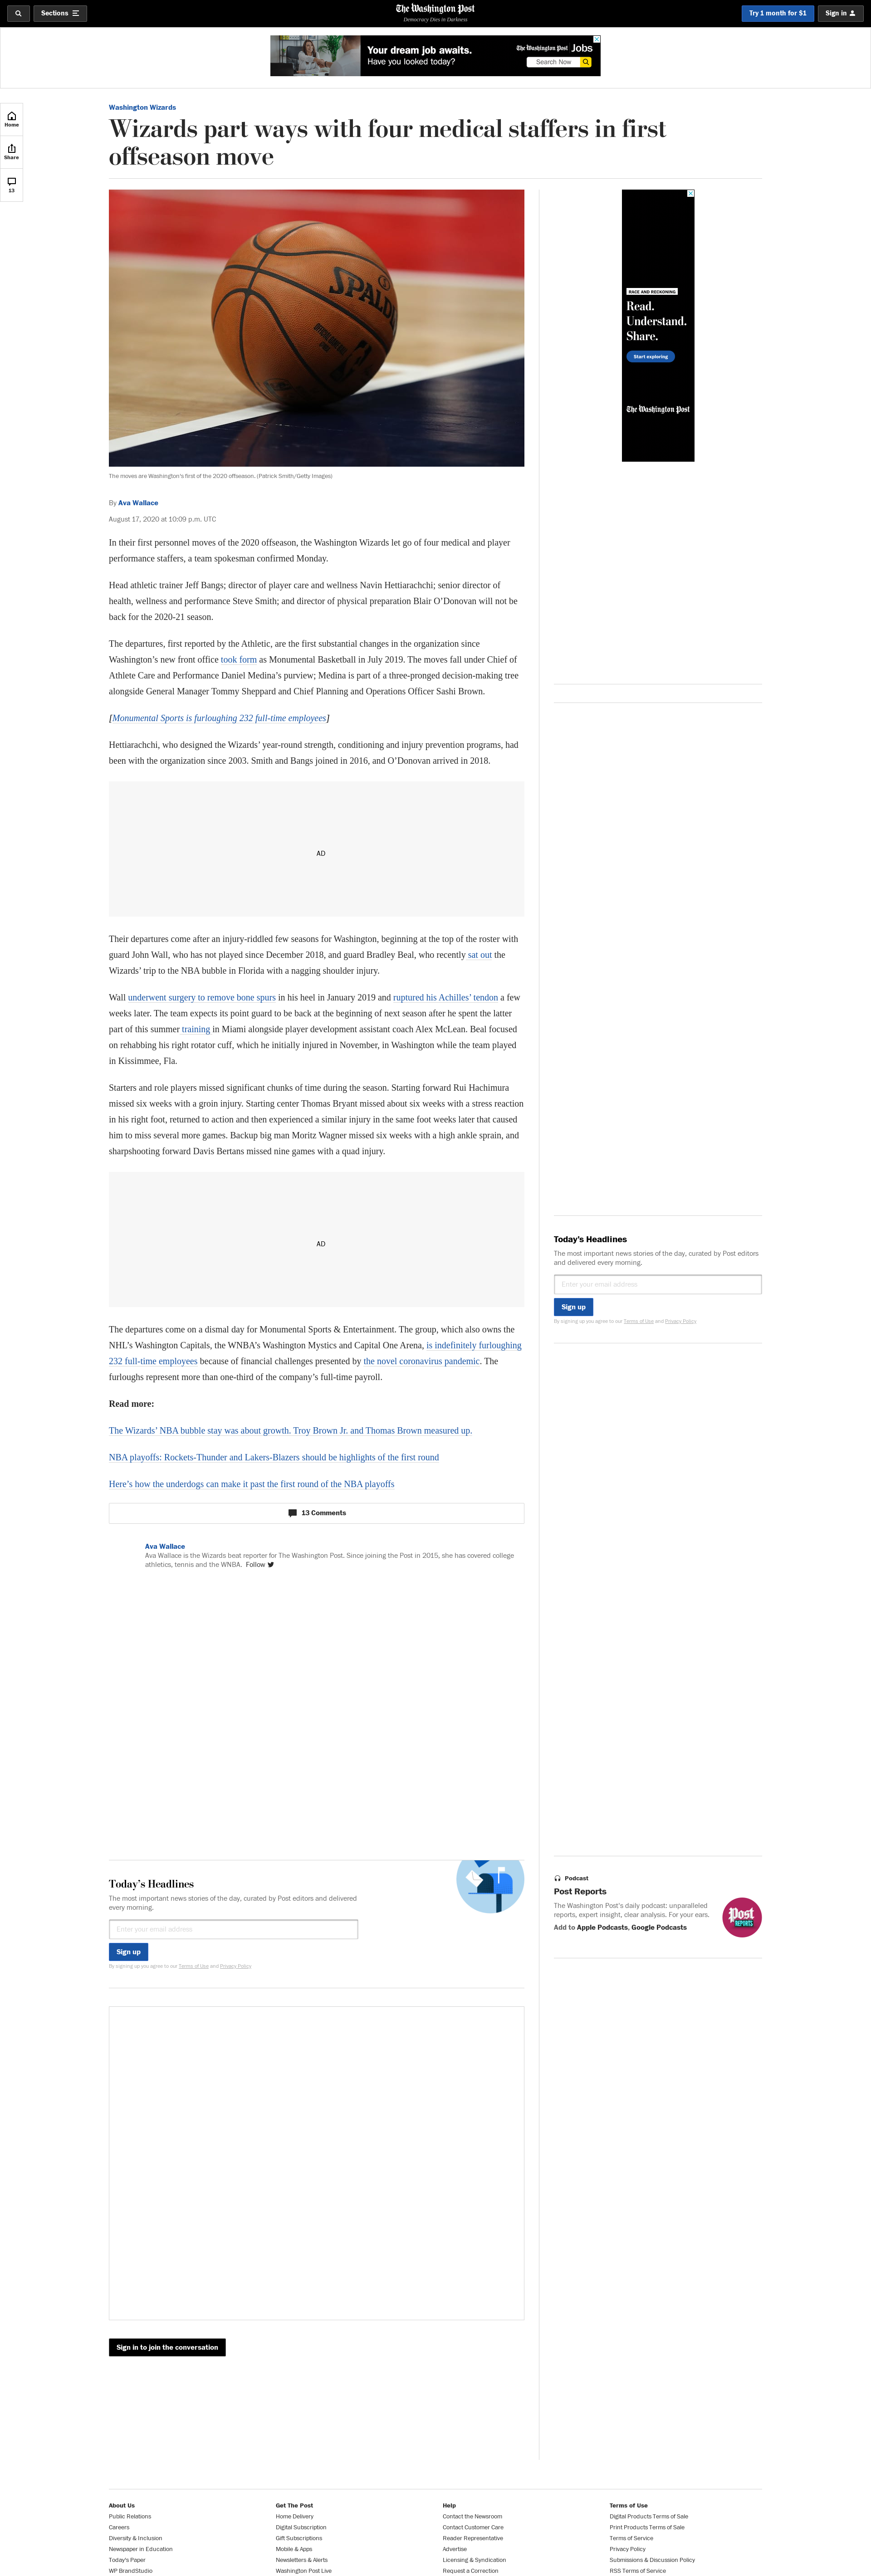 Sections
The Washington Post
Democracy Dies in Darkness
Try 1 month for $1
Sign in
Your dream job awaits.
Have you looked today?
The Washington Post Jobs
Search Now
Home
Share
13
Washington Wizards
Wizards part ways with four medical staffers in first
offseason move
SPALDING
The moves are Washington's first of the 2020 offseason. (Patrick Smith/Getty Images)
RACE AND RECKONING
Read.
Understand.
Share.
Start exploring
The Washington Post
By Ava Wallace
August 17, 2020 at 10:09 p.m. UTC
In their first personnel moves of the 2020 offseason, the Washington Wizards let go of four medical and player
performance staffers, a team spokesman confirmed Monday.
Head athletic trainer Jeff Bangs; director of player care and wellness Navin Hettiarachchi; senior director of
health, wellness and performance Steve Smith; and director of physical preparation Blair O’Donovan will not be
back for the 2020-21 season.
The departures, first reported by the Athletic, are the first substantial changes in the organization since
Washington’s new front office took form as Monumental Basketball in July 2019. The moves fall under Chief of
Athlete Care and Performance Daniel Medina’s purview; Medina is part of a three-pronged decision-making tree
alongside General Manager Tommy Sheppard and Chief Planning and Operations Officer Sashi Brown.
[Monumental Sports is furloughing 232 full-time employees]
Hettiarachchi, who designed the Wizards’ year-round strength, conditioning and injury prevention programs, had
been with the organization since 2003. Smith and Bangs joined in 2016, and O’Donovan arrived in 2018.
AD
Their departures come after an injury-riddled few seasons for Washington, beginning at the top of the roster with
guard John Wall, who has not played since December 2018, and guard Bradley Beal, who recently sat out the
Wizards’ trip to the NBA bubble in Florida with a nagging shoulder injury.
Wall underwent surgery to remove bone spurs in his heel in January 2019 and ruptured his Achilles’ tendon a few
weeks later. The team expects its point guard to be back at the beginning of next season after he spent the latter
part of this summer training in Miami alongside player development assistant coach Alex McLean. Beal focused
on rehabbing his right rotator cuff, which he initially injured in November, in Washington while the team played
in Kissimmee, Fla.
Starters and role players missed significant chunks of time during the season. Starting forward Rui Hachimura
missed six weeks with a groin injury. Starting center Thomas Bryant missed about six weeks with a stress reaction
in his right foot, returned to action and then experienced a similar injury in the same foot weeks later that caused
him to miss several more games. Backup big man Moritz Wagner missed six weeks with a high ankle sprain, and
sharpshooting forward Davis Bertans missed nine games with a quad injury.
AD
The departures come on a dismal day for Monumental Sports & Entertainment. The group, which also owns the
NHL’s Washington Capitals, the WNBA’s Washington Mystics and Capital One Arena, is indefinitely furloughing
232 full-time employees because of financial challenges presented by the novel coronavirus pandemic. The
furloughs represent more than one-third of the company’s full-time payroll.
Read more:
The Wizards’ NBA bubble stay was about growth. Troy Brown Jr. and Thomas Brown measured up.
NBA playoffs: Rockets-Thunder and Lakers-Blazers should be highlights of the first round
Here’s how the underdogs can make it past the first round of the NBA playoffs
13 Comments
Ava Wallace
Ava Wallace is the Wizards beat reporter for The Washington Post. Since joining the Post in 2015, she has covered college
athletics, tennis and the WNBA. Follow
Today's Headlines
The most important news stories of the day, curated by Post editors
and delivered every morning.
Enter your email address
Sign up
By signing up you agree to our Terms of Use and Privacy Policy
Today’s Headlines
The most important news stories of the day, curated by Post editors and delivered
every morning.
Enter your email address
Sign up
By signing up you agree to our Terms of Use and Privacy Policy
Podcast
Post Reports
The Washington Post's daily podcast: unparalleled
reports, expert insight, clear analysis. For your ears.
Add to Apple Podcasts, Google Podcasts
Post
REPORTS
Sign in to join the conversation
About Us
Public Relations
Careers
Diversity & Inclusion
Newspaper in Education
Today's Paper
WP BrandStudio
Get The Post
Home Delivery
Digital Subscription
Gift Subscriptions
Mobile & Apps
Newsletters & Alerts
Washington Post Live
Help
Contact the Newsroom
Contact Customer Care
Reader Representative
Advertise
Licensing & Syndication
Request a Correction
Terms of Use
Digital Products Terms of Sale
Print Products Terms of Sale
Terms of Service
Privacy Policy
Submissions & Discussion Policy
RSS Terms of Service